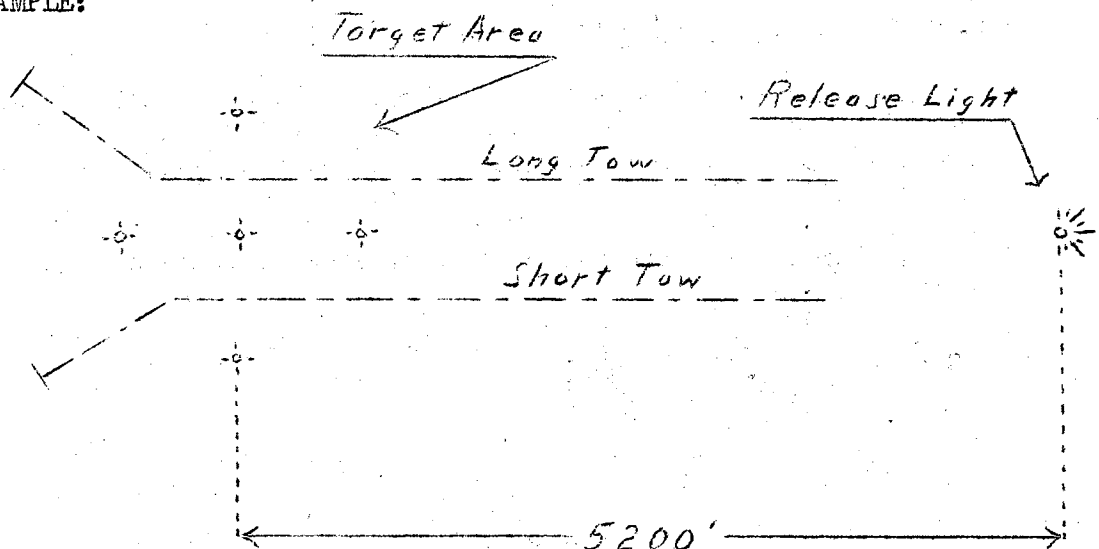 AMPLE:
Target Area
Release Light
Long Tow
Short Tow
5200'